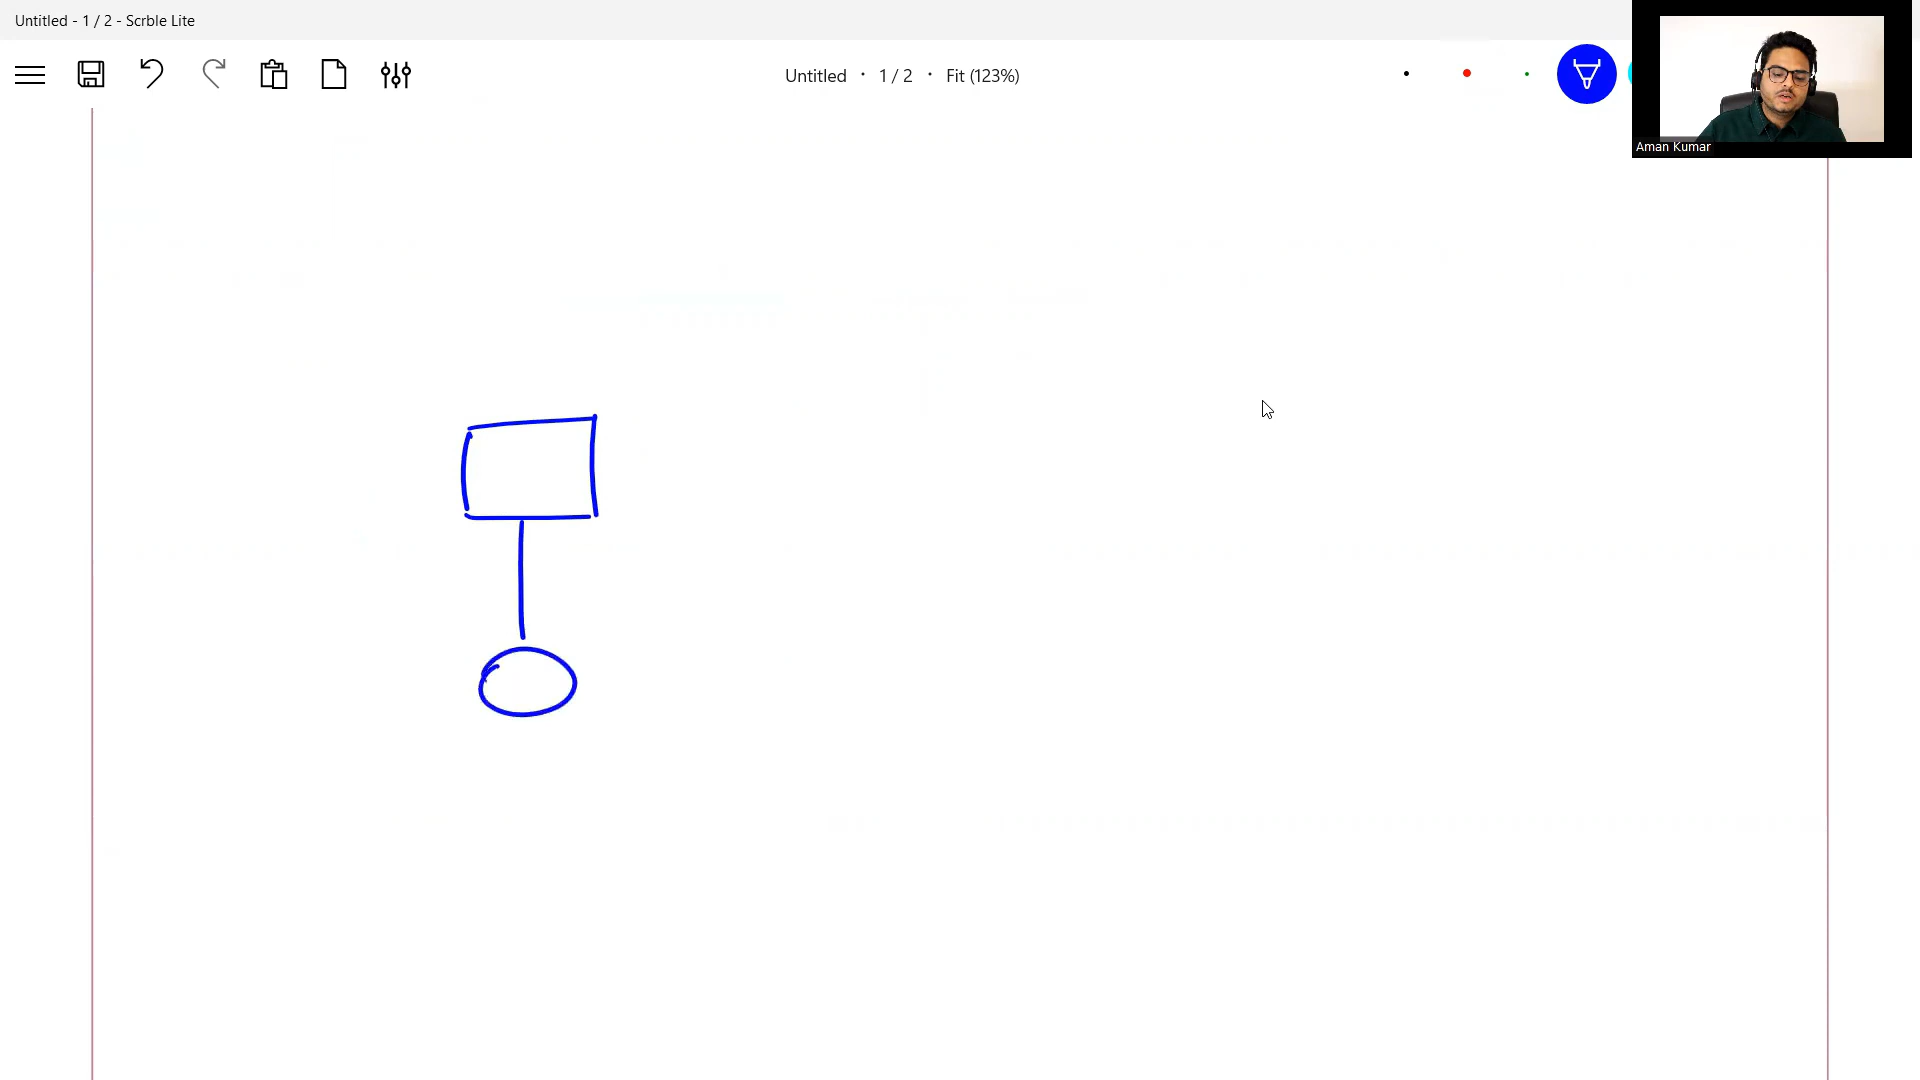 Untitled - 1 / 2 - Scrble Lite
Untitled · 1 / 2 · Fit (123%)
Aman Kumar